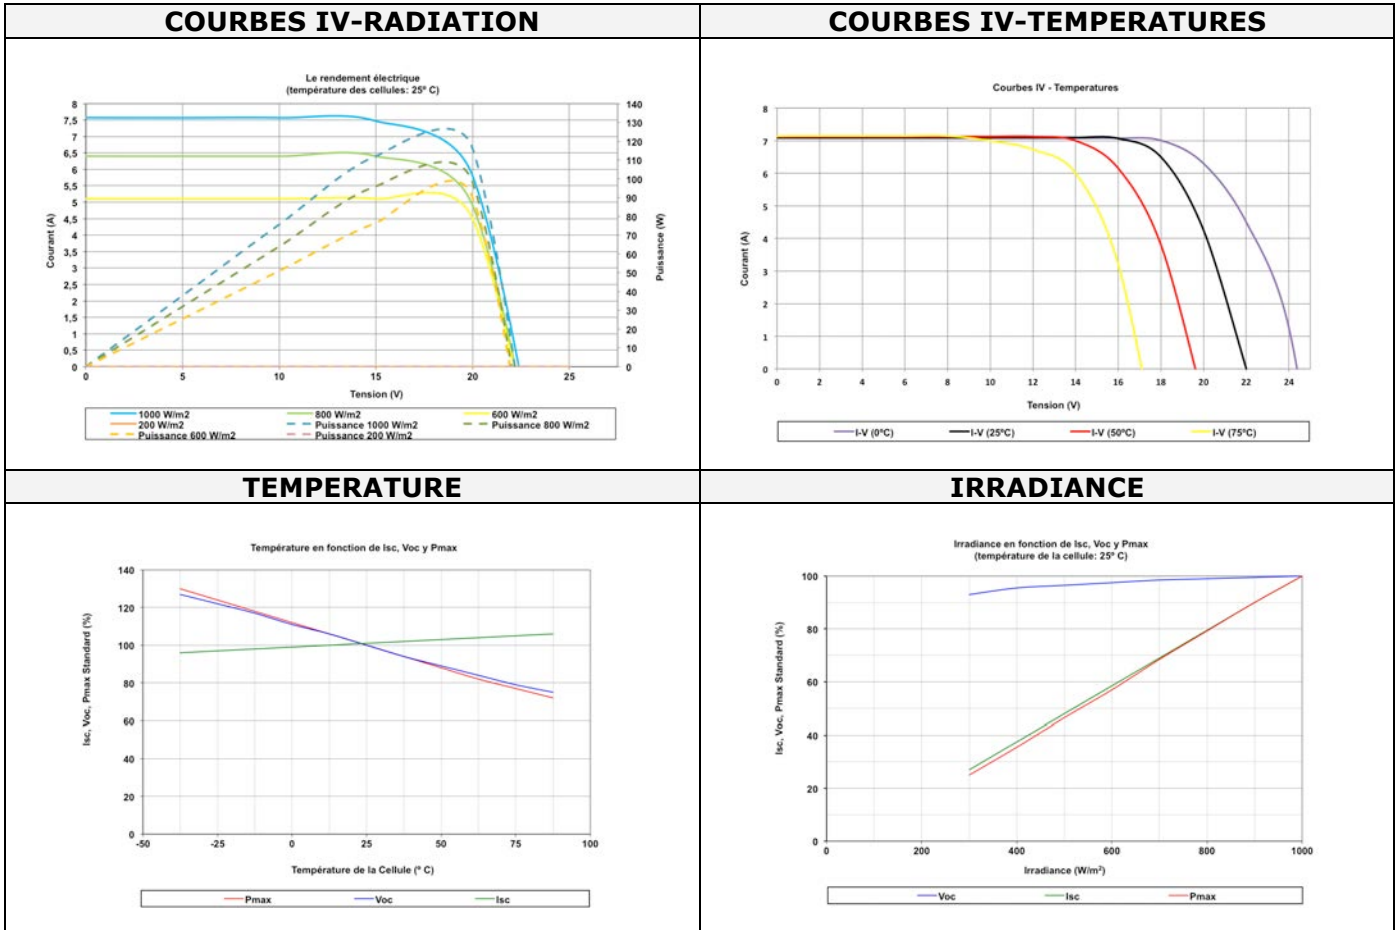 COURBES IV-RADIATION
COURBES IV-TEMPERATURES
Le rendement électrique
(température des cellules: 25º C)
8
7,5
7
6,5
6
5,5
5
4,5
4
3,5
3
2,5
2
1,5
1
0,5
0
Courant (A)
140
130
120
110
100
90
80
70
60
50
40
30
20
10
0
Puissance (W)
0 5 10 15 20 25
Tension (V)
1000 W/m2 800 W/m2 600 W/m2
200 W/m2 Puissance 1000 W/m2 Puissance 800 W/m2
Puissance 600 W/m2 Puissance 200 W/m2
Courbes IV - Temperatures
8
7
6
5
4
3
2
1
0
Courant (A)
0 2 4 6 8 10 12 14 16 18 20 22 24
Tension (V)
I-V (0ºC) I-V (25ºC) I-V (50ºC) I-V (75ºC)
TEMPERATURE
IRRADIANCE
Température en fonction de Isc, Voc y Pmax
140
120
100
80
60
40
20
0
Isc, Voc, Pmax Standard (%)
-50 -25 0 25 50 75 100
Température de la Cellule (º C)
Pmax Voc Isc
Irradiance en fonction de Isc, Voc y Pmax
(température de la cellule: 25º C)
100
80
60
40
20
0
Isc, Voc, Pmax Standard (%)
0 200 400 600 800 1000
Irradiance (W/m²)
Voc Isc Pmax